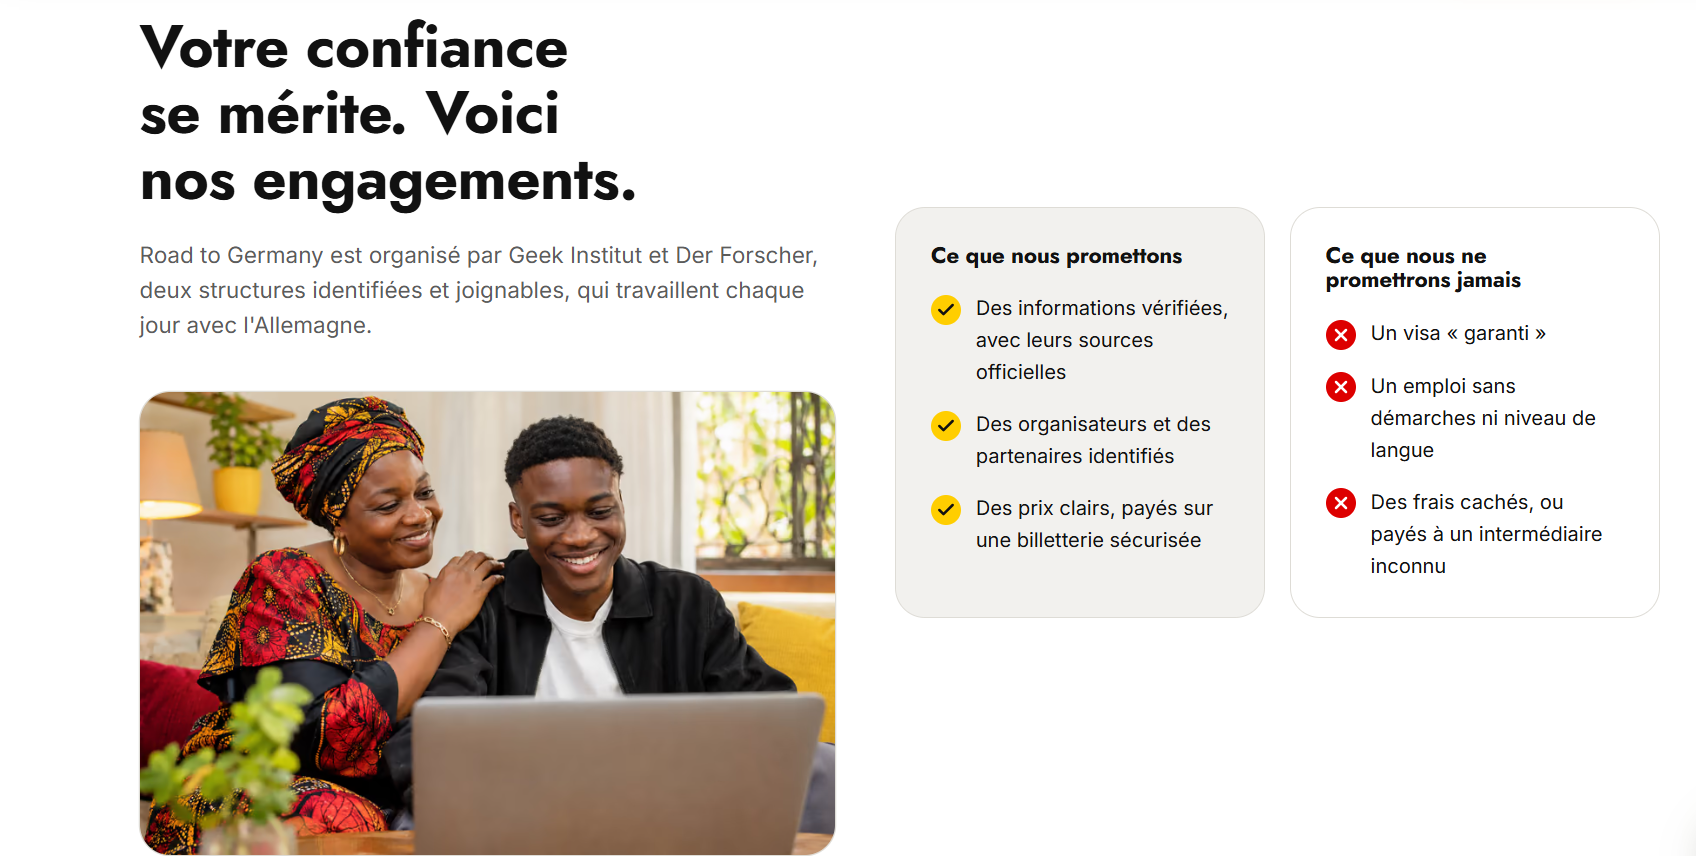 Votre confiance
se mérite. Voici
nos engagements.
Road to Germany est organisé par Geek Institut et Der Forscher,
deux structures identifiées et joignables, qui travaillent chaque
jour avec l'Allemagne.
Ce que nous promettons
Des informations vérifiées,
avec leurs sources
officielles
Des organisateurs et des
partenaires identifiés
Des prix clairs, payés sur
une billetterie sécurisée
Ce que nous ne
promettrons jamais
Un visa « garanti »
Un emploi sans
démarches ni niveau de
langue
Des frais cachés, ou
payés à un intermédiaire
inconnu